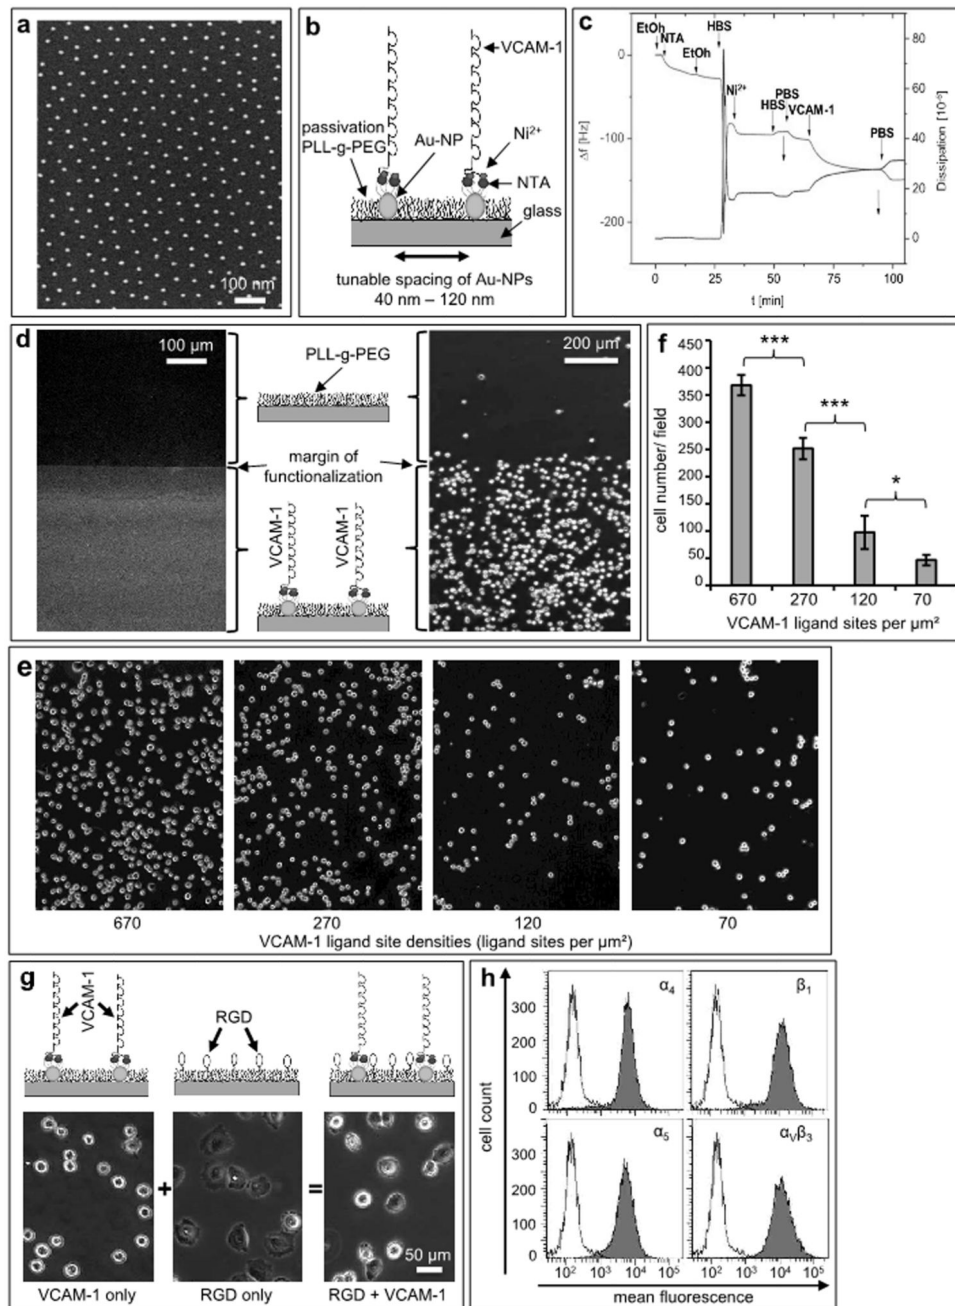 a
100 nm
b
VCAM-1
passivation
PLL-g-PEG
Au-NP
Ni²⁺
NTA
glass
tunable spacing of Au-NPs
40 nm – 120 nm
c
EtOh
NTA
EtOh
HBS
Ni²⁺
HBS
PBS
VCAM-1
PBS
0
-100
-200
Δf [Hz]
80
60
40
20
0
Dissipation [10⁻⁶]
0
25
50
75
100
t [min]
d
100 µm
PLL-g-PEG
margin of
functionalization
VCAM-1
VCAM-1
200 µm
f
450
400
350
300
250
200
150
100
50
0
cell number/ field
***
***
*
670
270
120
70
VCAM-1 ligand sites per µm²
e
670
270
120
70
VCAM-1 ligand site densities (ligand sites per µm²)
g
VCAM-1
RGD
+
=
50 µm
VCAM-1 only
RGD only
RGD + VCAM-1
h
cell count
300
200
100
0
300
200
100
0
α₄
β₁
α₅
αᵥβ₃
10² 10³ 10⁴ 10⁵
10² 10³ 10⁴ 10⁵
mean fluorescence